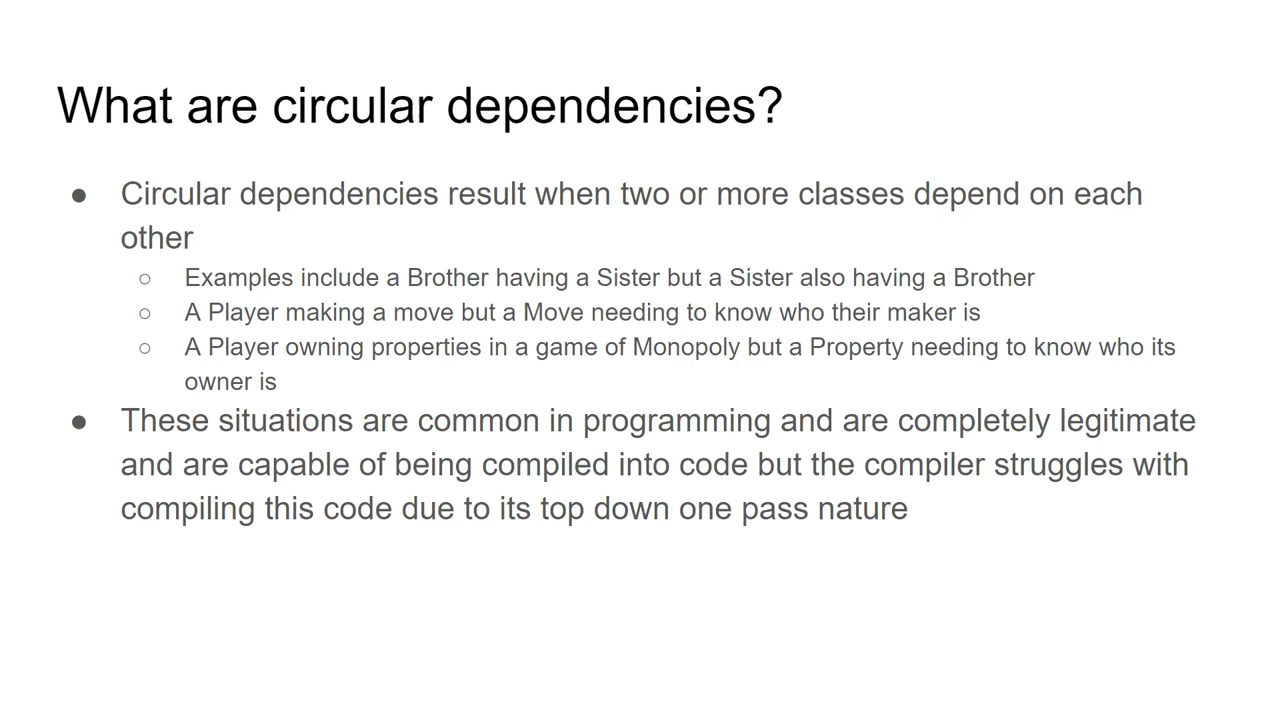 What are circular dependencies?
● Circular dependencies result when two or more classes depend on each
other
○ Examples include a Brother having a Sister but a Sister also having a Brother
○ A Player making a move but a Move needing to know who their maker is
○ A Player owning properties in a game of Monopoly but a Property needing to know who its
owner is
● These situations are common in programming and are completely legitimate
and are capable of being compiled into code but the compiler struggles with
compiling this code due to its top down one pass nature